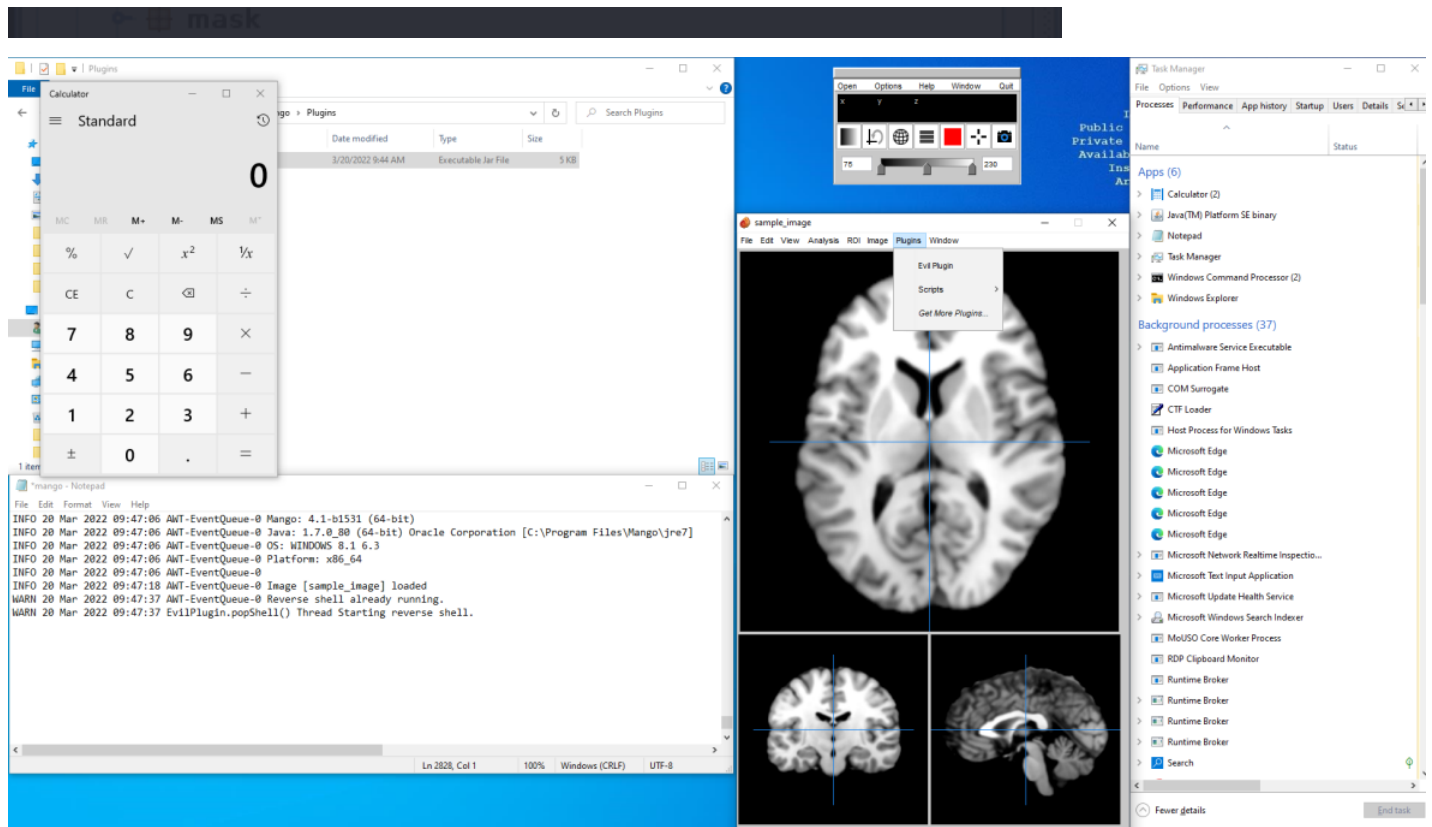 mask
Plugins
File
Calculator
Standard
0
MC MR M+ M- MS M˅
% √ x² ¹/x
CE C ÷
7 8 9 ×
4 5 6 −
1 2 3 +
± 0 . =
Plugins
Search Plugins
Date modified Type Size
3/20/2022 9:44 AM Executable Jar File 5 KB
*mango - Notepad
File Edit Format View Help
INFO 20 Mar 2022 09:47:06 AWT-EventQueue-0 Mango: 4.1-b1531 (64-bit)
INFO 20 Mar 2022 09:47:06 AWT-EventQueue-0 Java: 1.7.0_80 (64-bit) Oracle Corporation [C:\Program Files\Mango\jre7]
INFO 20 Mar 2022 09:47:06 AWT-EventQueue-0 OS: WINDOWS 8.1 6.3
INFO 20 Mar 2022 09:47:06 AWT-EventQueue-0 Platform: x86_64
INFO 20 Mar 2022 09:47:06 AWT-EventQueue-0
INFO 20 Mar 2022 09:47:18 AWT-EventQueue-0 Image [sample_image] loaded
WARN 20 Mar 2022 09:47:37 AWT-EventQueue-0 Reverse shell already running.
WARN 20 Mar 2022 09:47:37 EvilPlugin.popShell() Thread Starting reverse shell.
Ln 2828, Col 1 100% Windows (CRLF) UTF-8
Open Options Help Window Quit
x y z
75 230
Public
Private
Availab
Ins
sample_image
File Edit View Analysis ROI Image Plugins Window
Evil Plugin
Scripts
Get More Plugins...
Task Manager
File Options View
Processes Performance App history Startup Users Details
Name Status
Apps (6)
Calculator (2)
Java(TM) Platform SE binary
Notepad
Task Manager
Windows Command Processor (2)
Windows Explorer
Background processes (37)
Antimalware Service Executable
Application Frame Host
COM Surrogate
CTF Loader
Host Process for Windows Tasks
Microsoft Edge
Microsoft Edge
Microsoft Edge
Microsoft Edge
Microsoft Edge
Microsoft Network Realtime Inspectio...
Microsoft Text Input Application
Microsoft Update Health Service
Microsoft Windows Search Indexer
MoUSO Core Worker Process
RDP Clipboard Monitor
Runtime Broker
Runtime Broker
Runtime Broker
Runtime Broker
Search
Fewer details End task